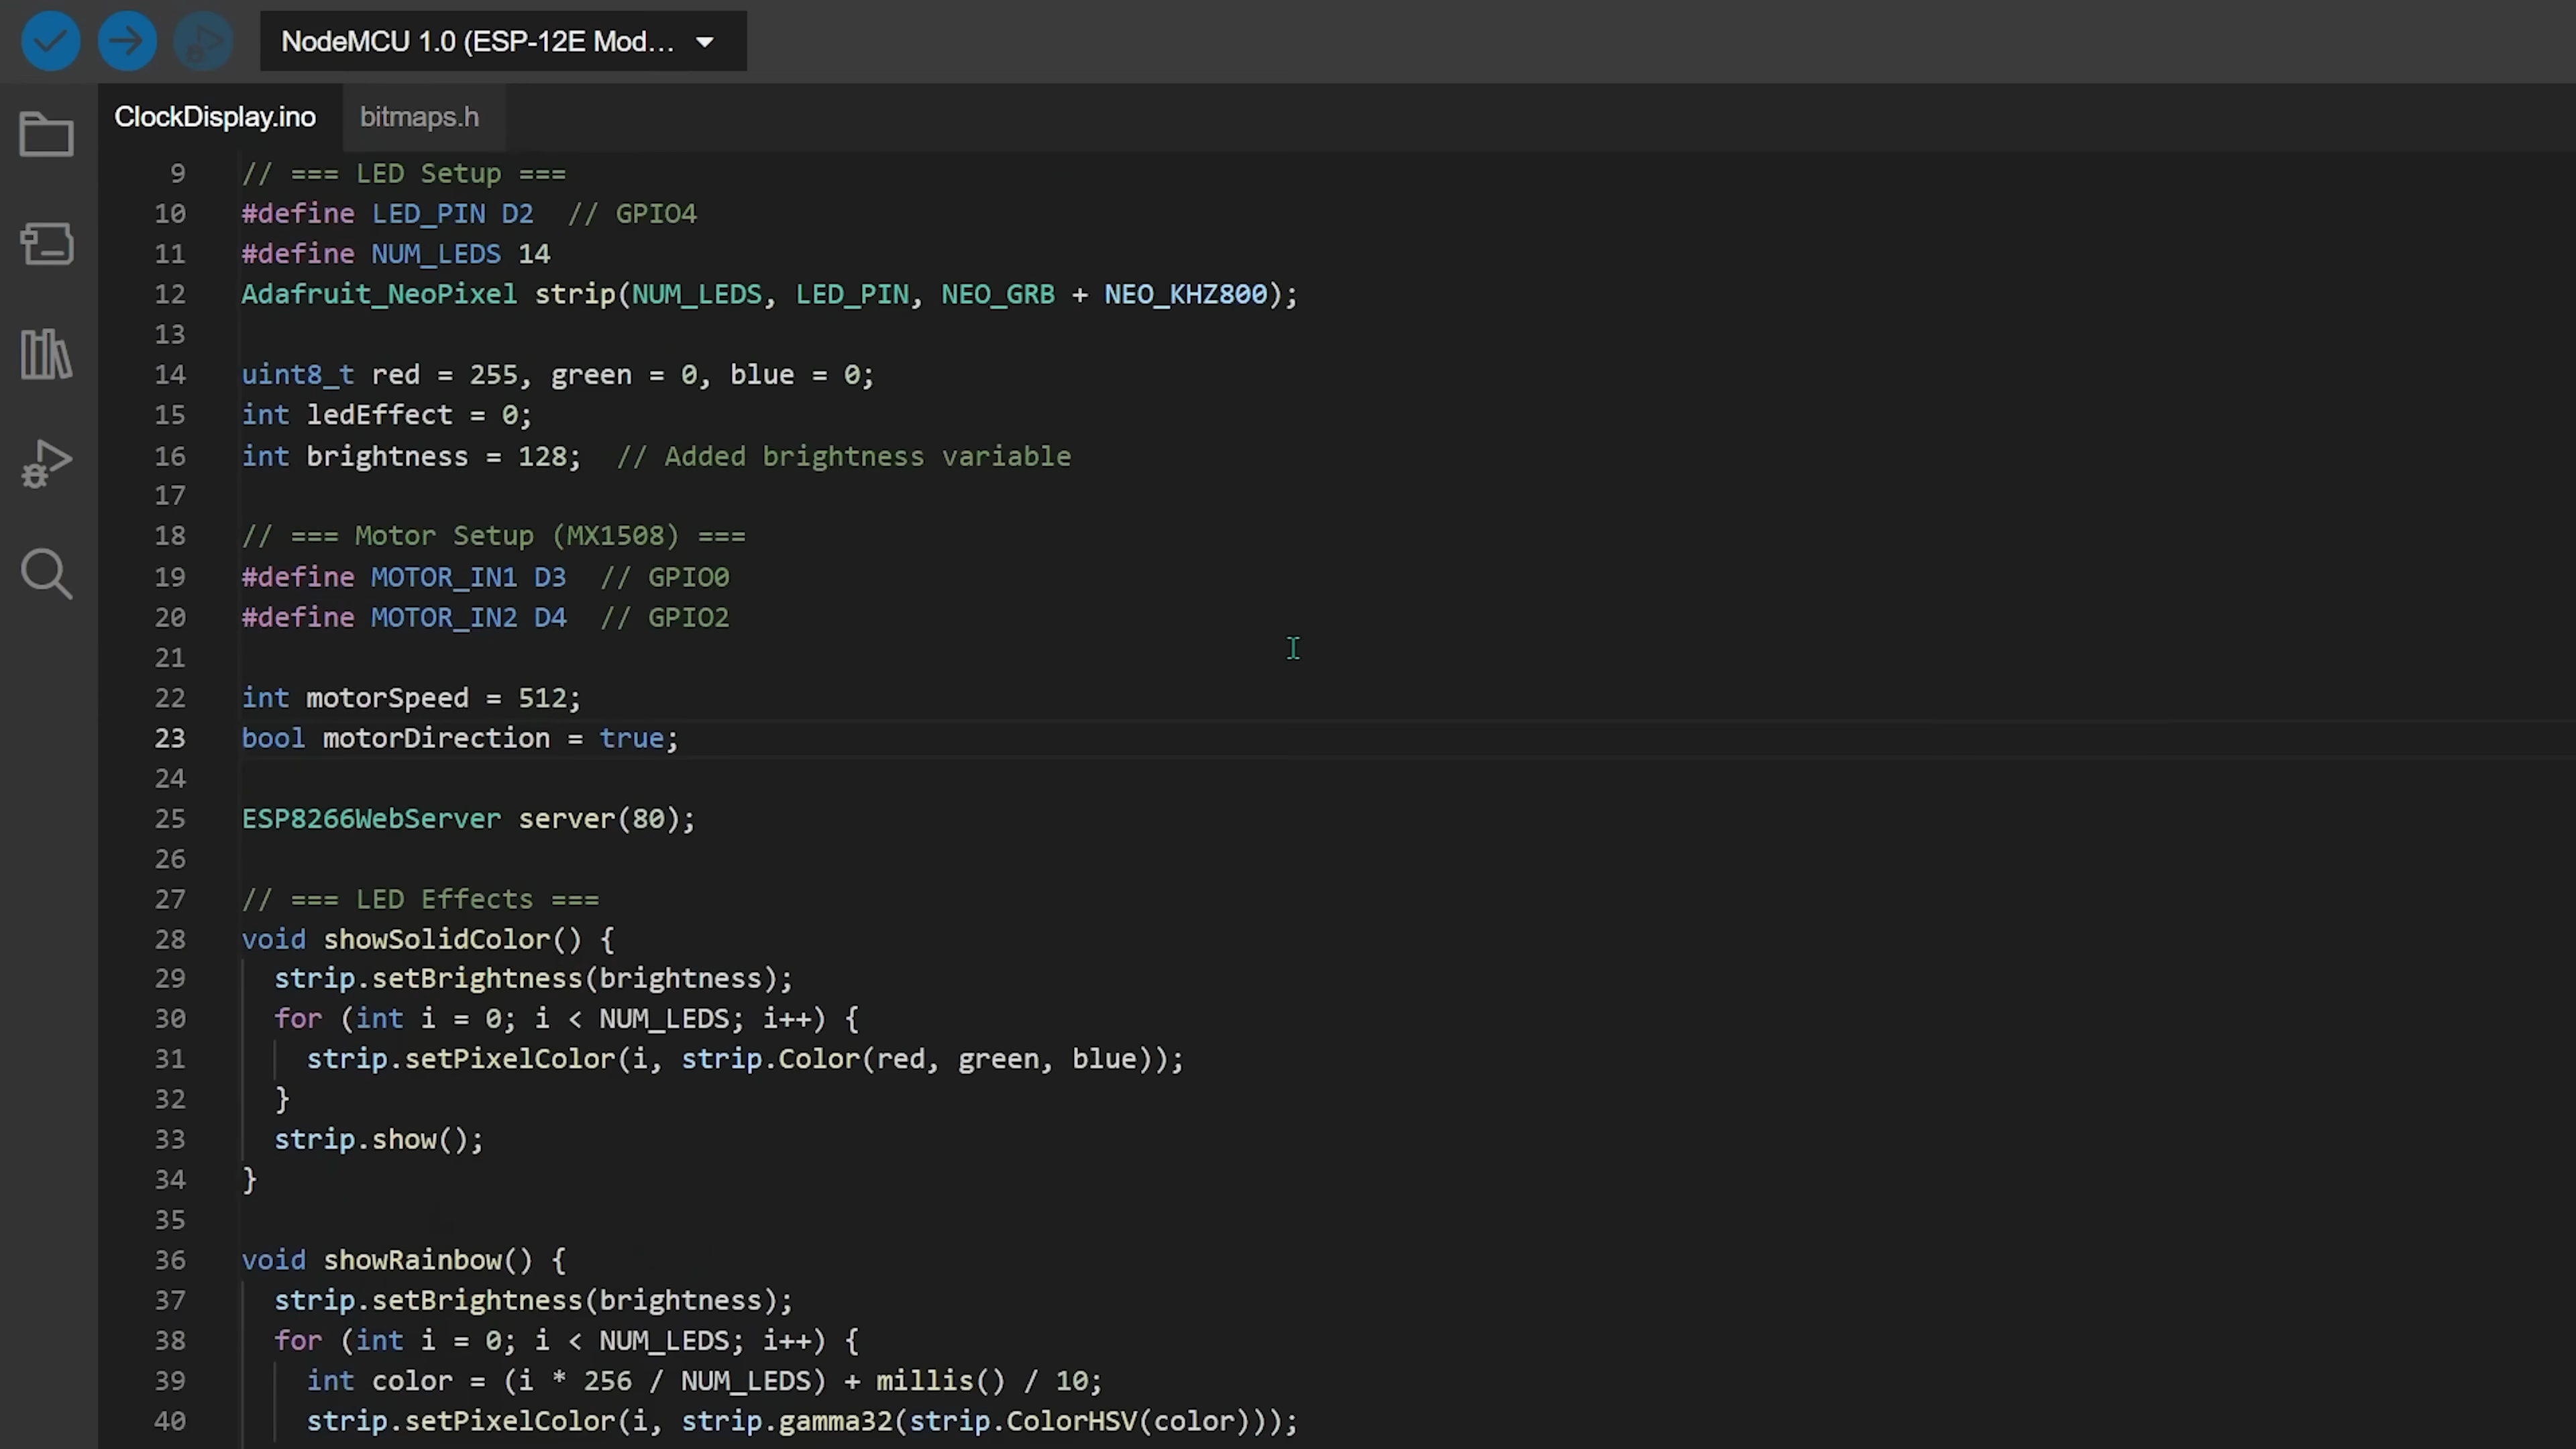 NodeMCU 1.0 (ESP-12E Mod...
ClockDisplay.ino
bitmaps.h
9 // === LED Setup ===
10 #define LED_PIN D2  // GPIO4
11 #define NUM_LEDS 14
12 Adafruit_NeoPixel strip(NUM_LEDS, LED_PIN, NEO_GRB + NEO_KHZ800);
13
14 uint8_t red = 255, green = 0, blue = 0;
15 int ledEffect = 0;
16 int brightness = 128;  // Added brightness variable
17
18 // === Motor Setup (MX1508) ===
19 #define MOTOR_IN1 D3  // GPIO0
20 #define MOTOR_IN2 D4  // GPIO2
21
22 int motorSpeed = 512;
23 bool motorDirection = true;
24
25 ESP8266WebServer server(80);
26
27 // === LED Effects ===
28 void showSolidColor() {
29   strip.setBrightness(brightness);
30   for (int i = 0; i < NUM_LEDS; i++) {
31     strip.setPixelColor(i, strip.Color(red, green, blue));
32   }
33   strip.show();
34 }
35
36 void showRainbow() {
37   strip.setBrightness(brightness);
38   for (int i = 0; i < NUM_LEDS; i++) {
39     int color = (i * 256 / NUM_LEDS) + millis() / 10;
40     strip.setPixelColor(i, strip.gamma32(strip.ColorHSV(color)));